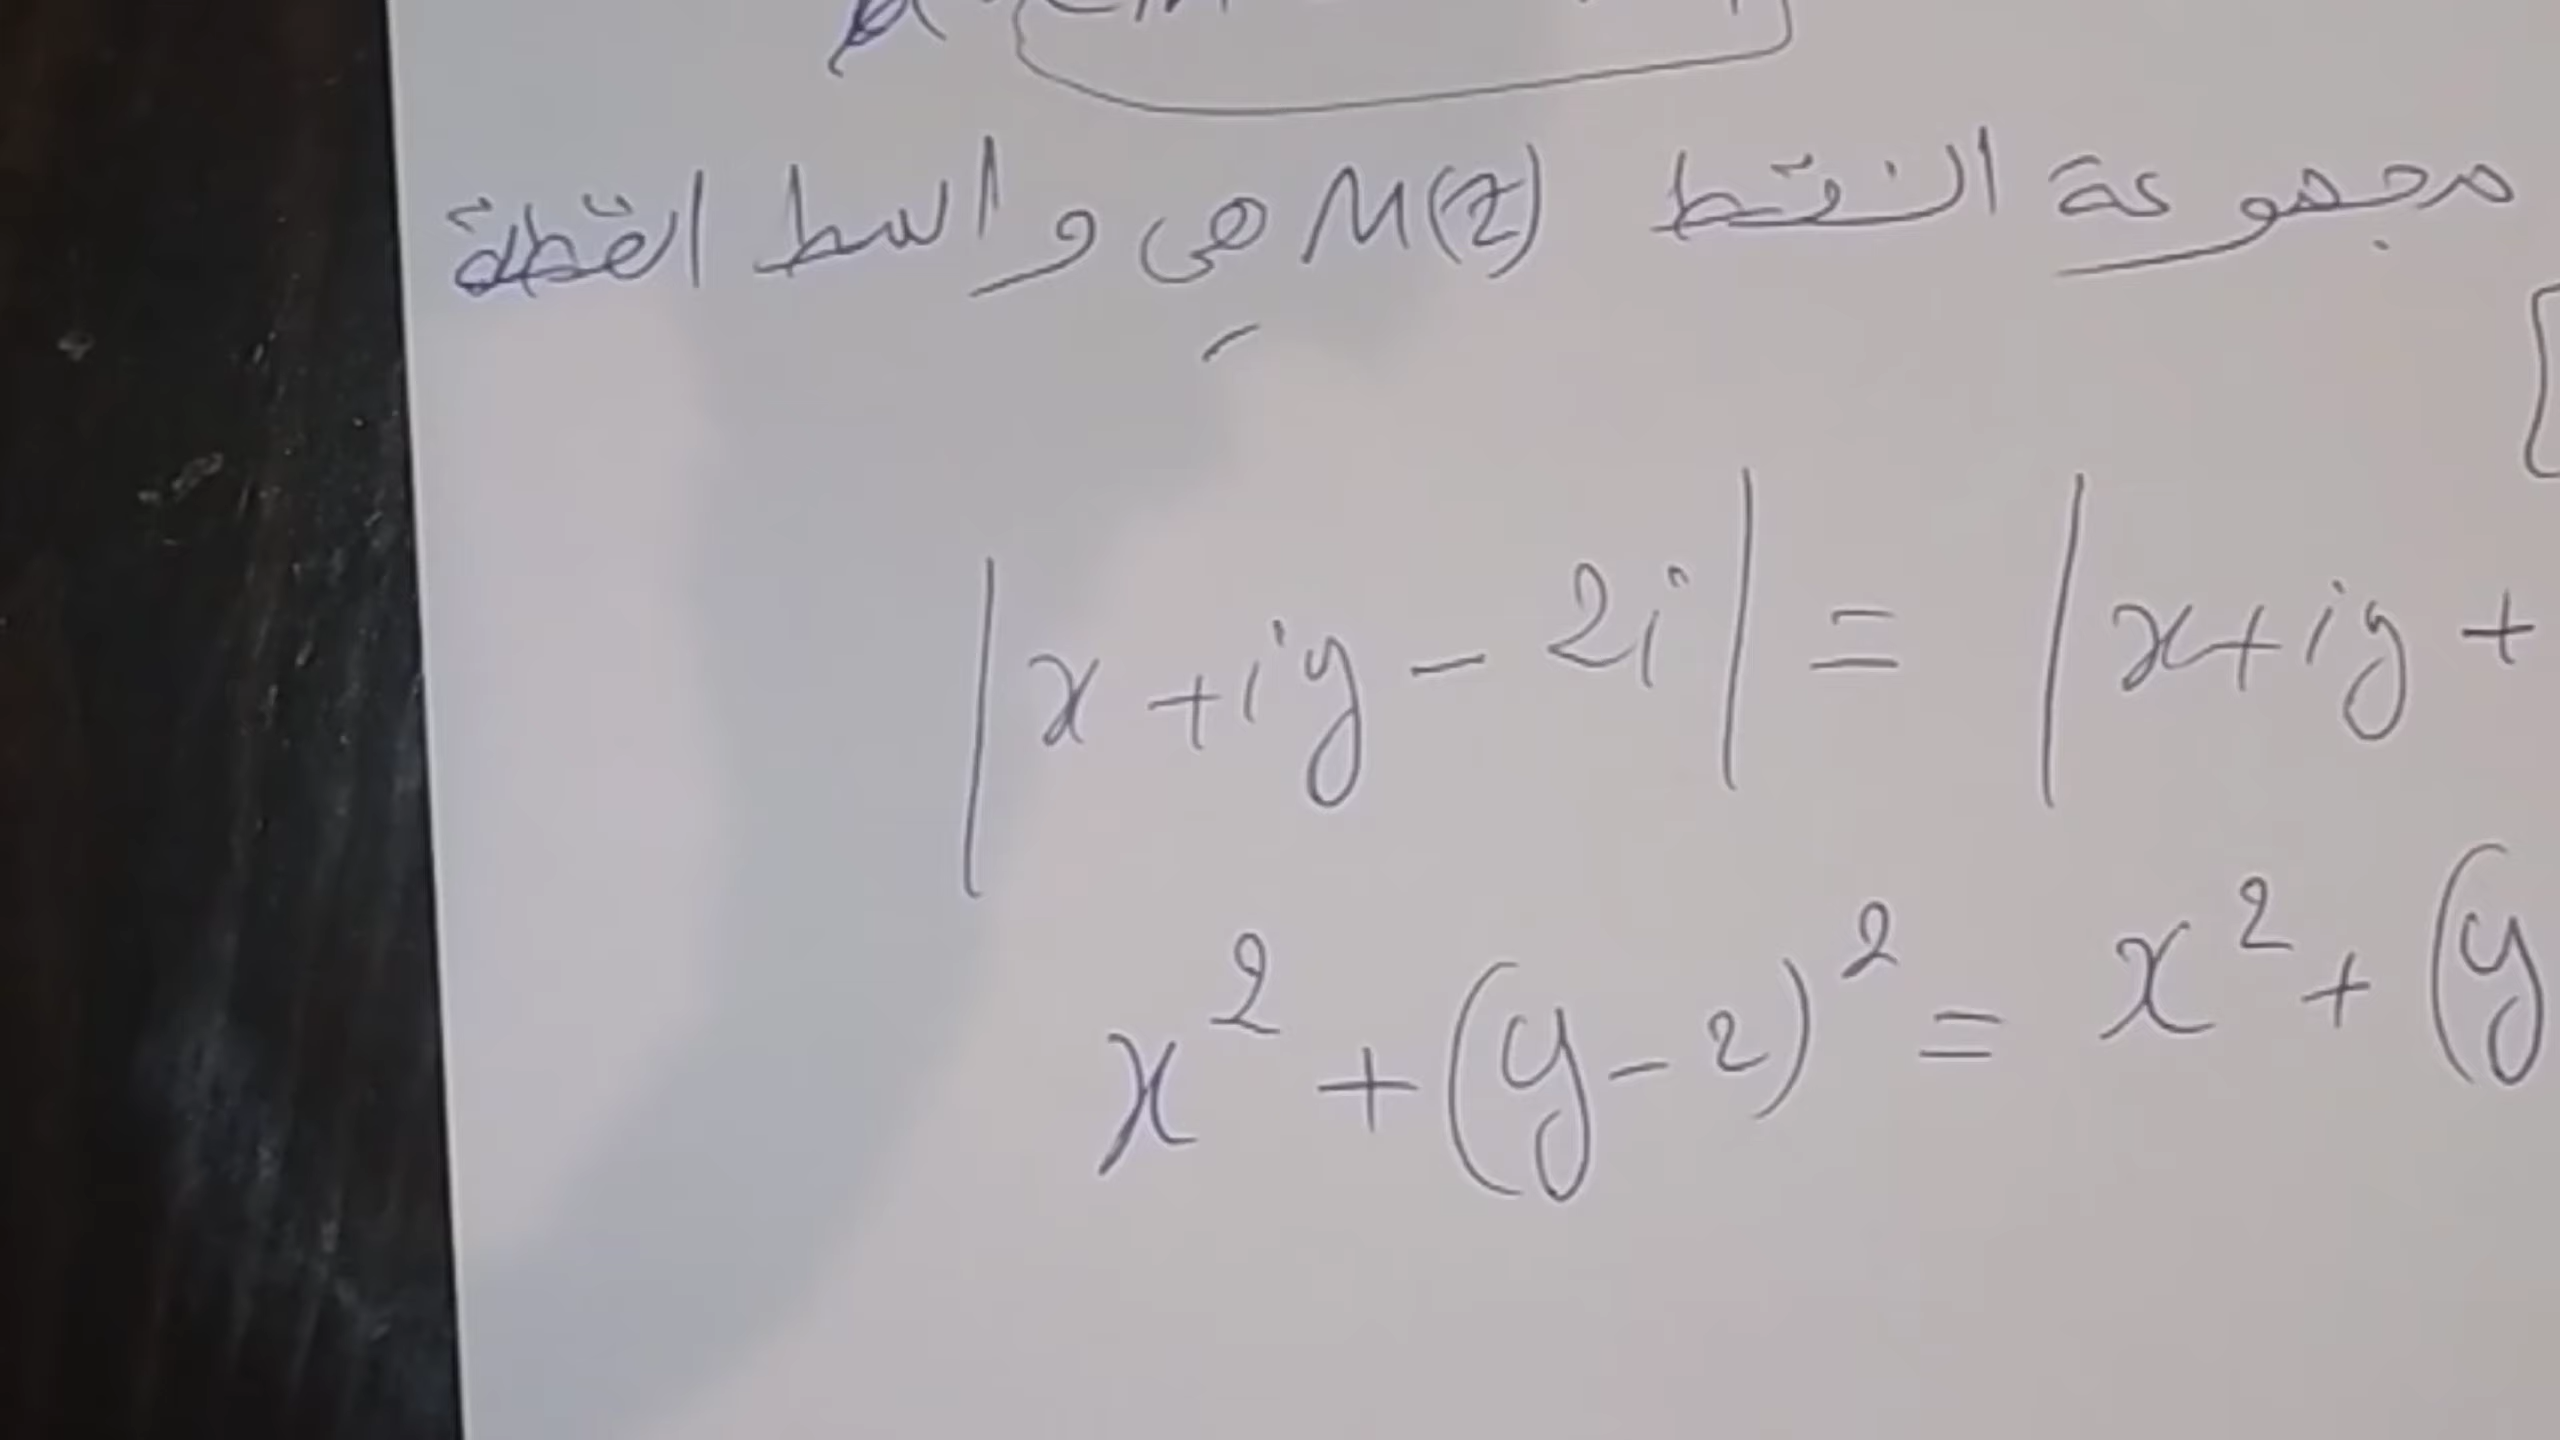 مجموعة النقط M(z) هي واسط القطعة
|x + iy - 2i| = |x + iy +
x² + (y - 2)² = x² + (y